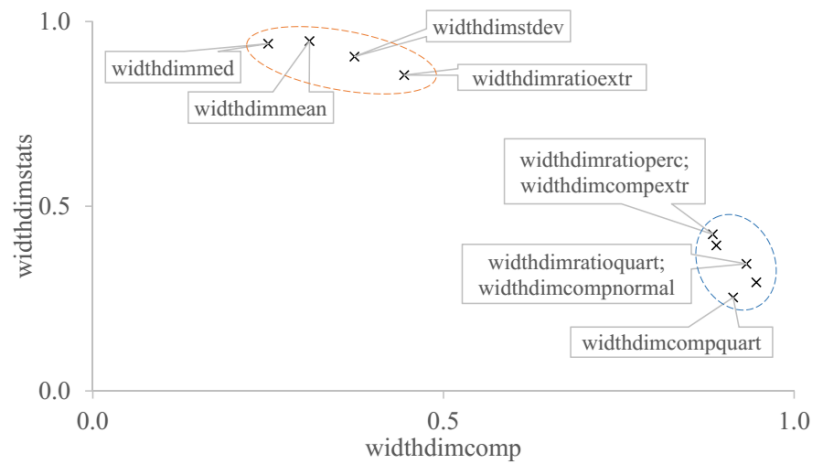 1.0
widthdimstdev
widthdimmed
widthdimratioextr
widthdimmean
widthdimstats
widthdimratioperc;
widthdimcompextr
0.5
widthdimratioquart;
widthdimcompnormal
widthdimcompquart
0.0
0.0
0.5
1.0
widthdimcomp